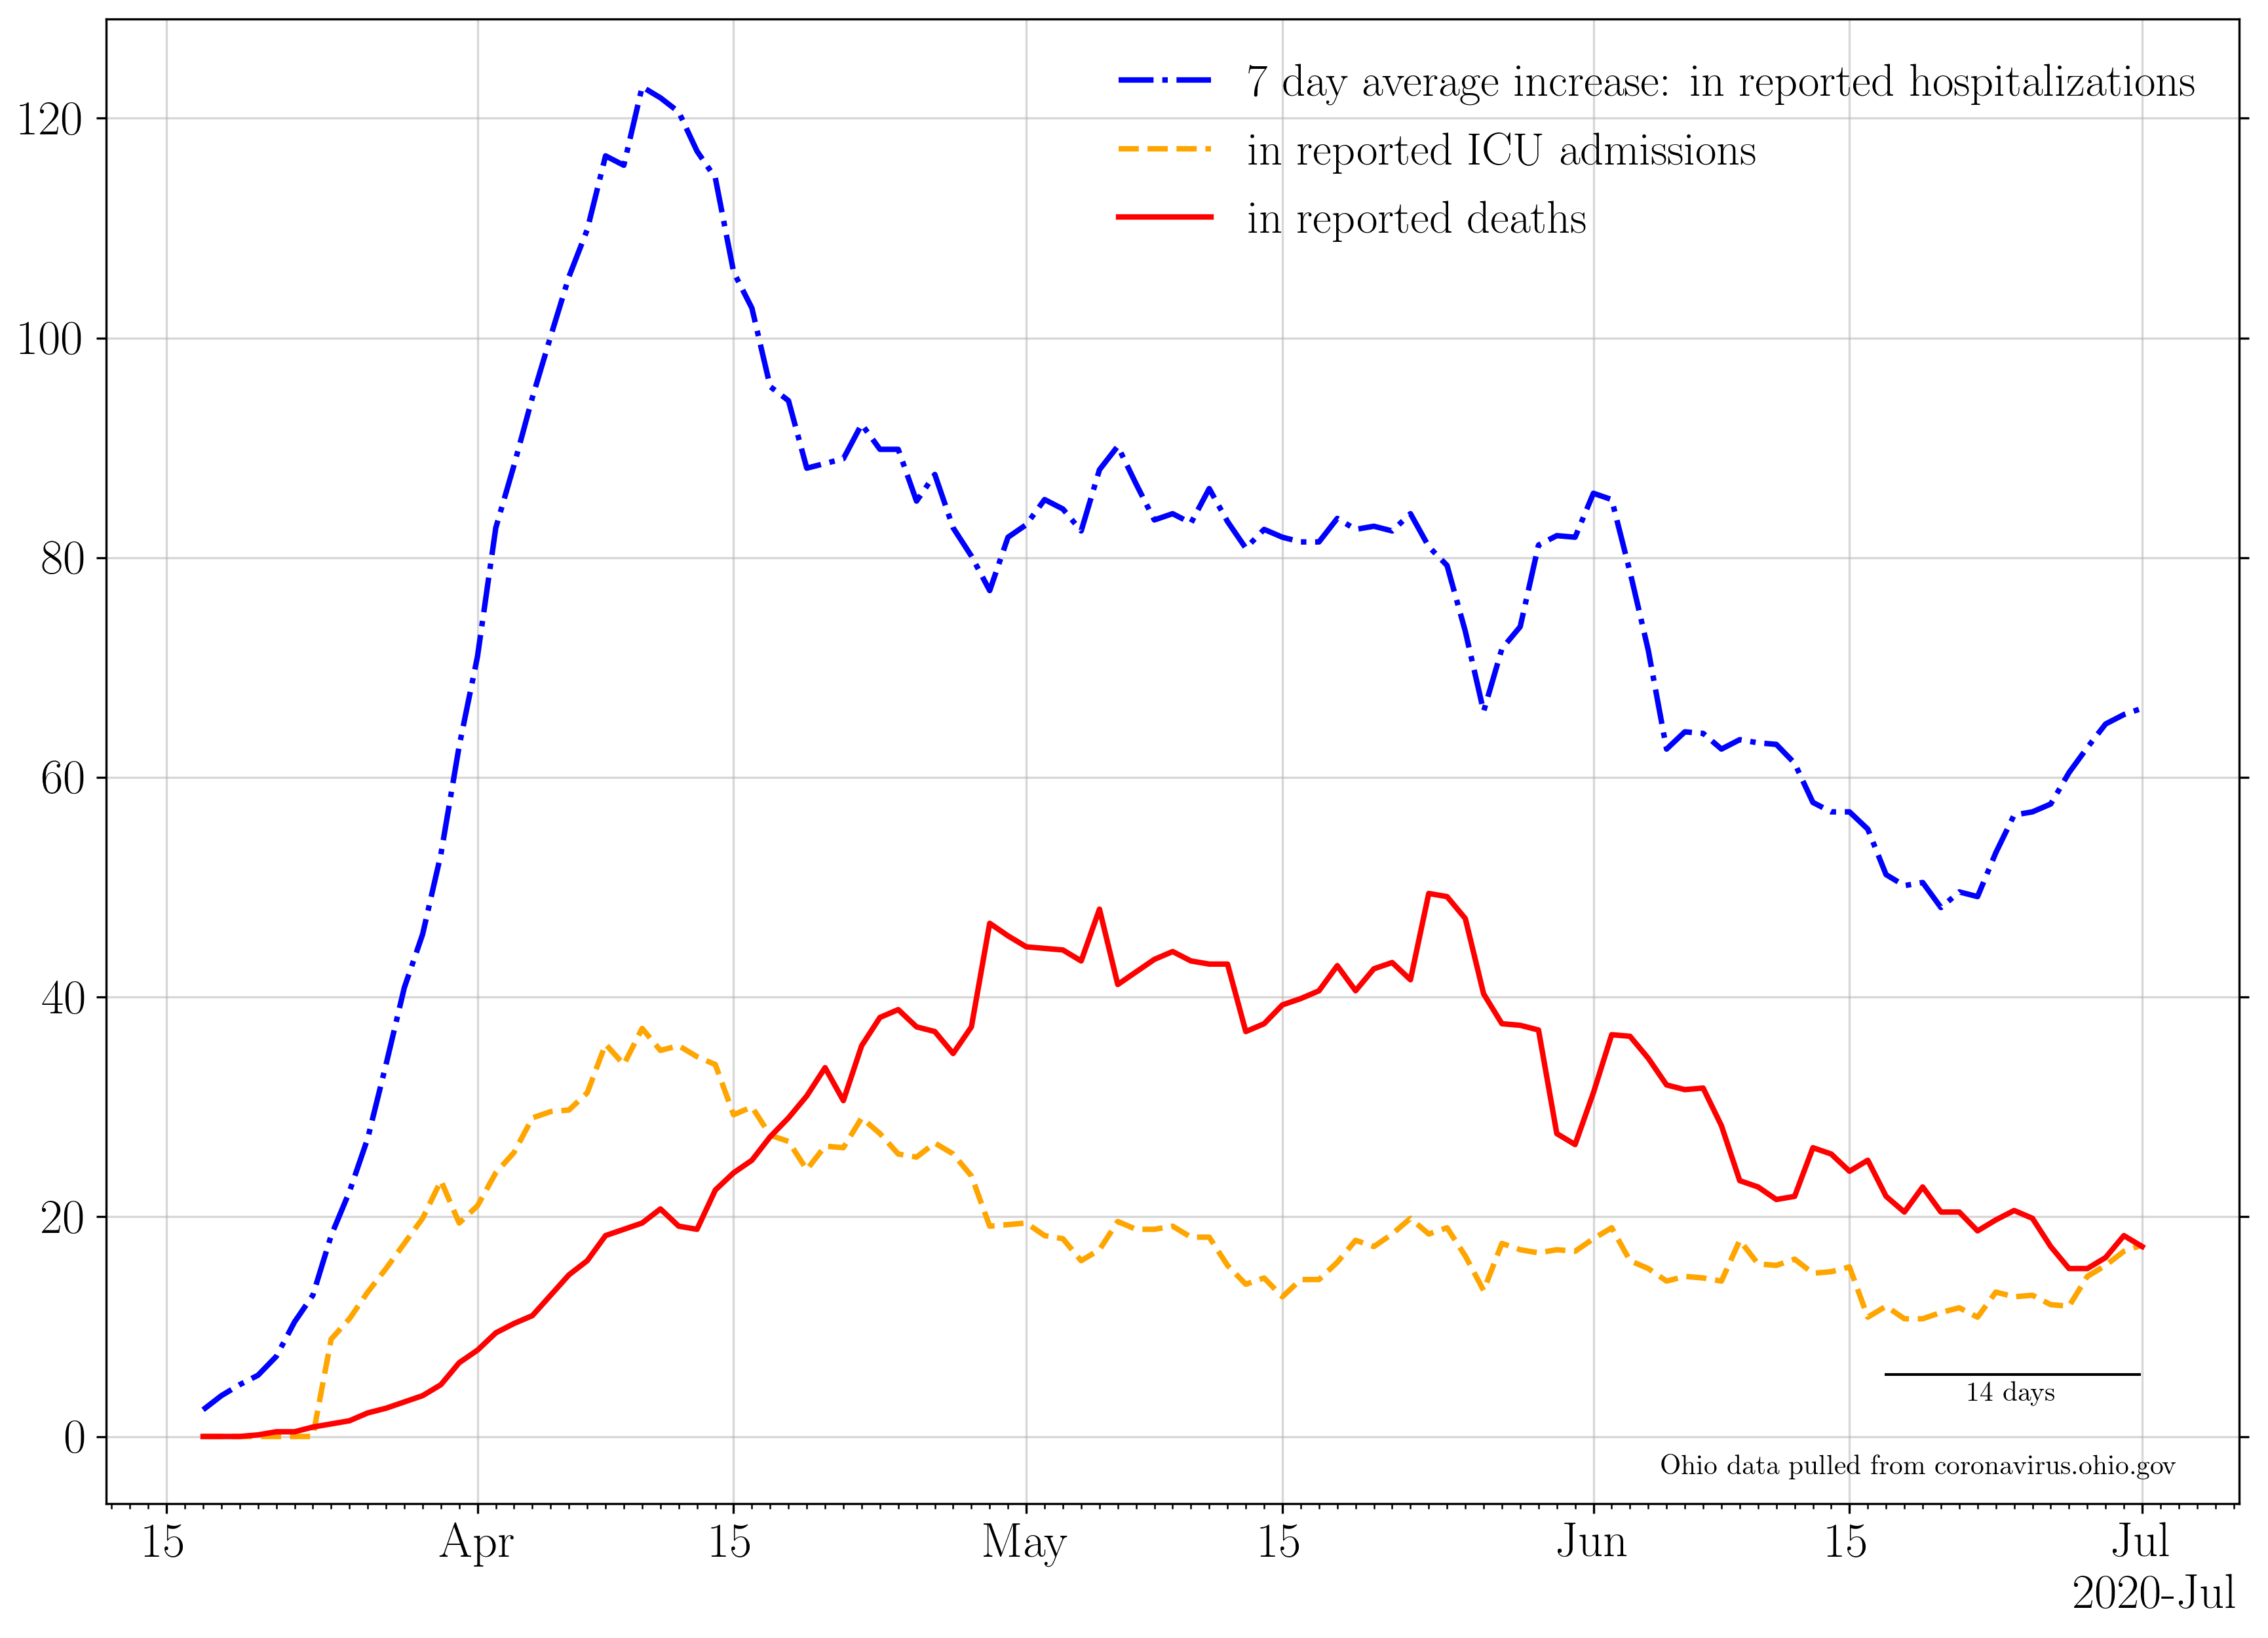 7 day average increase: in reported hospitalizations
in reported ICU admissions
in reported deaths
120
100
80
60
40
20
0
14 days
Ohio data pulled from coronavirus.ohio.gov
15 Apr 15 May 15 Jun 15 Jul
2020-Jul